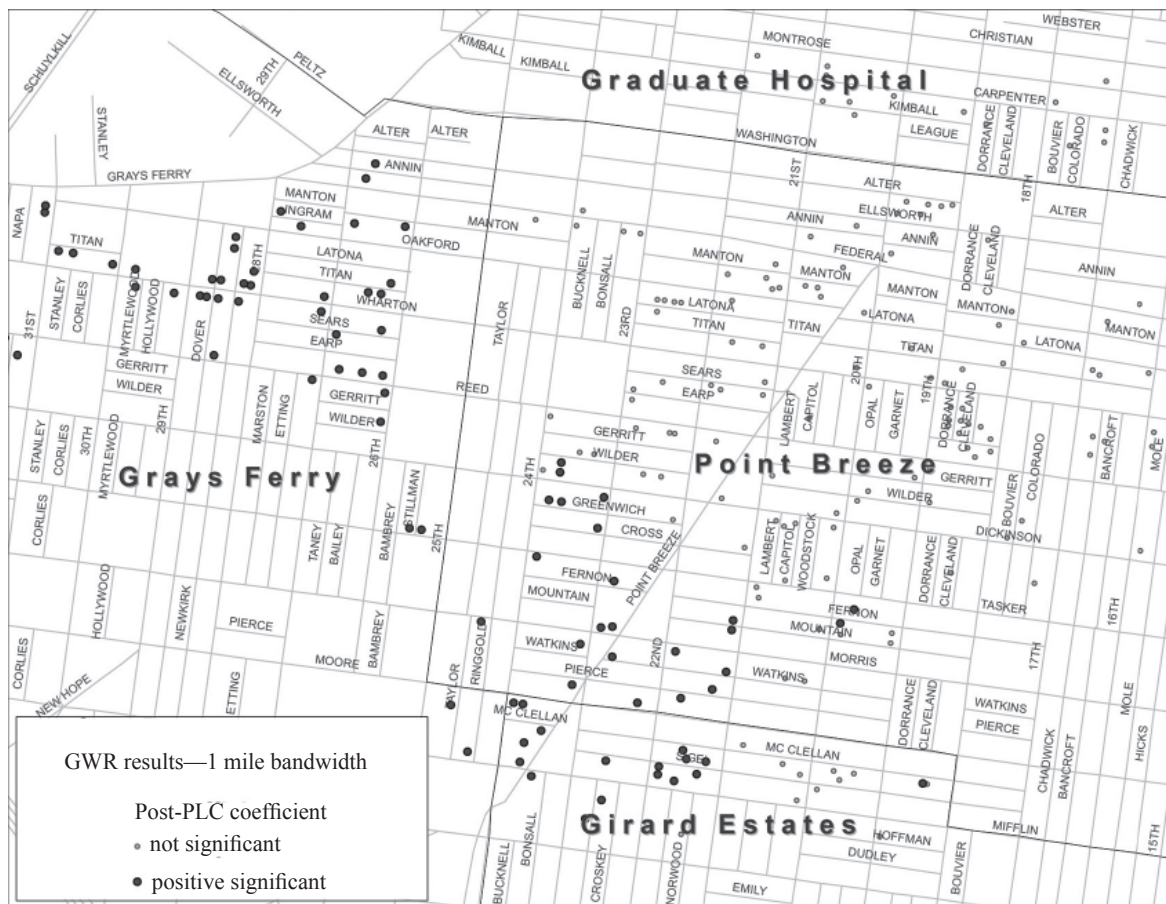 WEBSTER
CHRISTIAN
MONTROSE
KIMBALL
KIMBALL
SCHUYLKILL
29TH
PELTZ
ELLSWORTH
Graduate Hospital
CARPENTER
KIMBALL
LEAGUE
WASHINGTON
DORRANCE
CLEVELAND
BOUVIER
COLORADO
CHADWICK
STANLEY
ALTER
ALTER
ANNIN
GRAYS FERRY
21ST
18TH
ALTER
ELLSWORTH
ALTER
NAPA
MANTON
INGRAM
MANTON
OAKFORD
ANNIN
ANNIN
FEDERAL
DORRANCE
CLEVELAND
ANNIN
TITAN
28TH
LATONA
TITAN
WHARTON
BUCKNELL
BONSALL
MANTON
MANTON
MANTON
MANTON
MANTON
31ST
STANLEY
CORLIES
MYRTLEWOOD
HOLLYWOOD
DOVER
SEARS
EARP
TAYLOR
23RD
LATONA
TITAN
TITAN
LATONA
TITAN
LATONA
GERRITT
WILDER
29TH
MARSTON
ETTING
GERRITT
WILDER
REED
SEARS
EARP
20TH
19TH
LAMBERT
CAPITOL
OPAL
GARNET
DORRANCE
CLEVELAND
STANLEY
CORLIES
30TH
MYRTLEWOOD
26TH
GERRITT
WILDER
Grays Ferry
Point Breeze
GERRITT
WILDER
COLORADO
BANCROFT
MOLE
24TH
STILLMAN
25TH
GREENWICH
CROSS
BOUVIER
DICKINSON
CORLIES
TANEY
BAILEY
BAMBREY
POINT BREEZE
LAMBERT
CAPITOL
WOODSTOCK
OPAL
GARNET
DORRANCE
CLEVELAND
FERNON
MOUNTAIN
FERNON
MOUNTAIN
TASKER
16TH
HOLLYWOOD
NEWKIRK
PIERCE
MOORE
BAMBREY
RINGGOLD
TAYLOR
WATKINS
PIERCE
22ND
WATKINS
MORRIS
17TH
CORLIES
NEW HOPE
ETTING
DORRANCE
CLEVELAND
WATKINS
PIERCE
MOLE
HICKS
MC CLELLAN
MC CLELLAN
CHADWICK
BANCROFT
MIFFLIN
15TH
Girard Estates
HOFFMAN
DUDLEY
EMILY
BUCKNELL
BONSALL
CROSKEY
NORWOOD
BOUVIER
GWR results—1 mile bandwidth
Post-PLC coefficient
not significant
positive significant